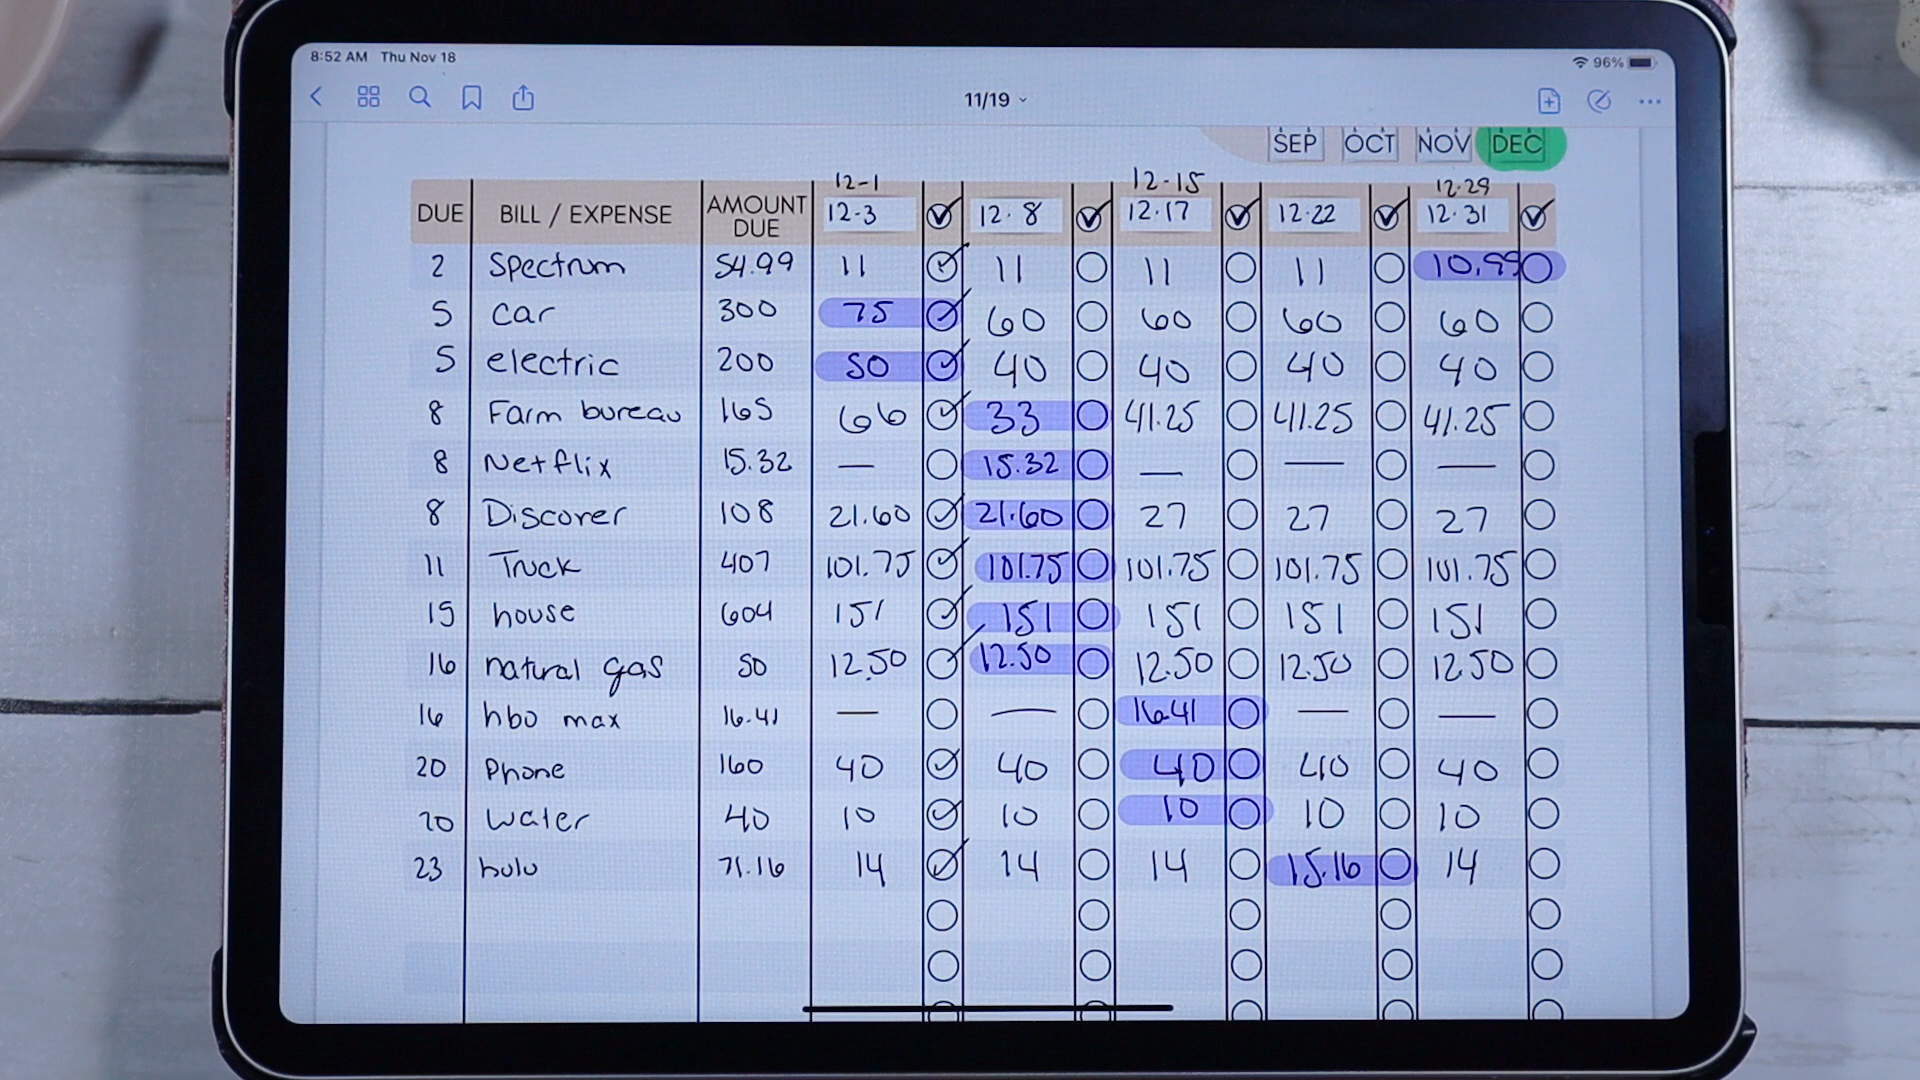 8:52 AM Thu Nov 18 96%
11/19
SEP OCT NOV DEC
12-1 12-15 12.29
DUE BILL / EXPENSE AMOUNT DUE 12-3 12.8 12.17 12.22 12.31
2 Spectrum 54.99 11 11 11 11 10.99
5 car 300 75 60 60 60 60
5 electric 200 50 40 40 40 40
8 Farm bureau 165 66 33 41.25 41.25 41.25
8 Netflix 15.32 — 15.32 — — —
8 Discover 108 21.60 21.60 27 27 27
11 Truck 407 101.75 101.75 101.75 101.75 101.75
15 house 604 151 151 151 151 151
16 natural gas 50 12.50 12.50 12.50 12.50 12.50
16 hbo max 16.41 — — 16.41 — —
20 Phone 160 40 40 40 40 40
20 Water 40 10 10 10 10 10
23 hulu 71.16 14 14 14 15.16 14